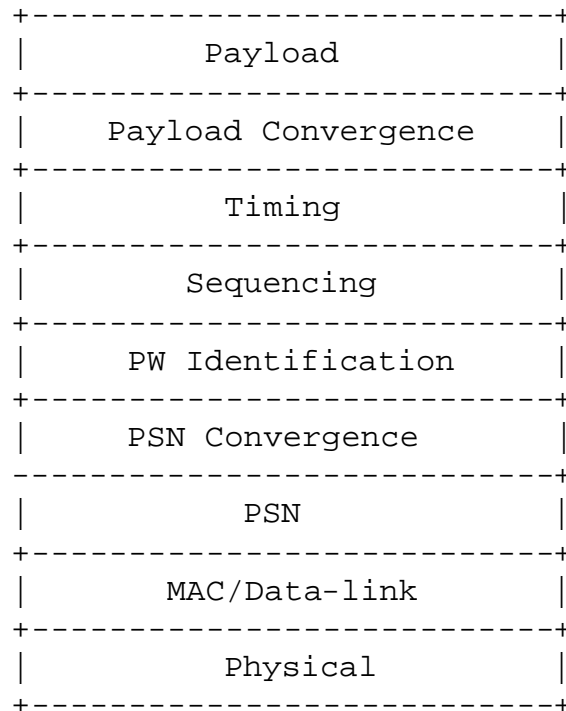 +---------------------------+
|          Payload          |
+---------------------------+
|     Payload Convergence   |
+---------------------------+
|          Timing           |
+---------------------------+
|        Sequencing         |
+---------------------------+
|     PW Identification     |
+---------------------------+
|     PSN Convergence       |
----------------------------+
|           PSN             |
+---------------------------+
|       MAC/Data-link       |
+---------------------------+
|          Physical         |
+---------------------------+